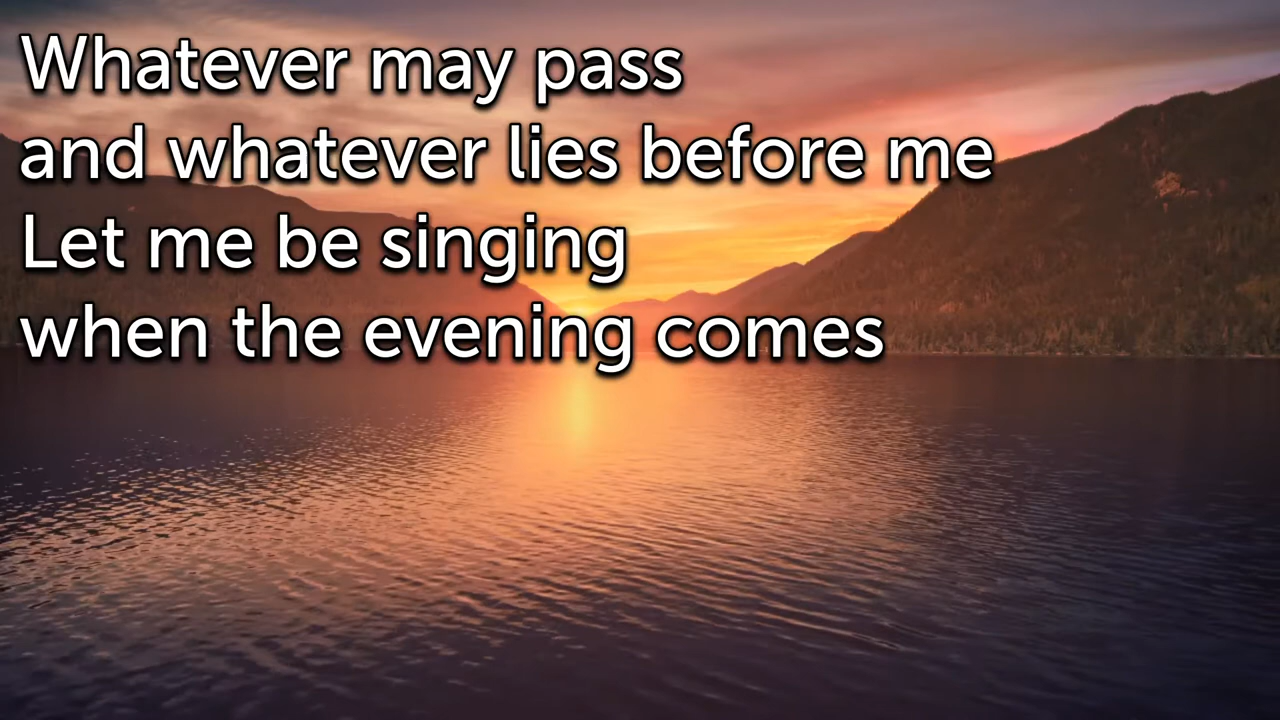 Whatever may pass
and whatever lies before me
Let me be singing
when the evening comes